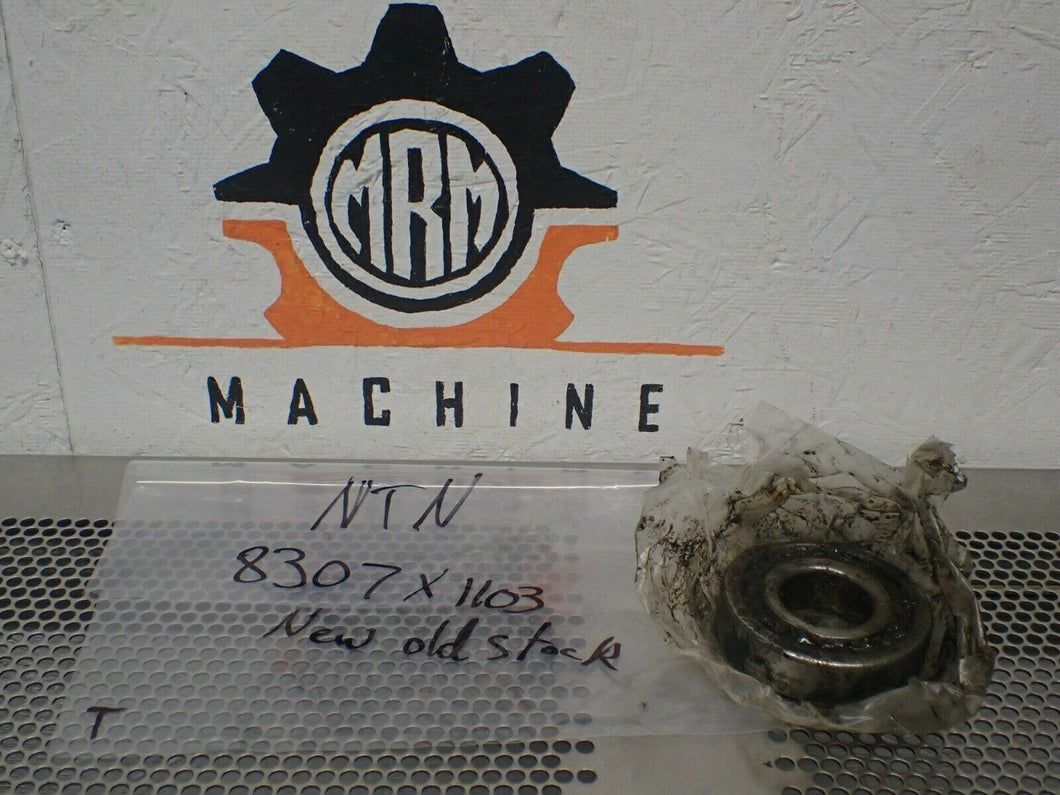 MRM
MACHINE
NTN
8307X1103
New old stock
T